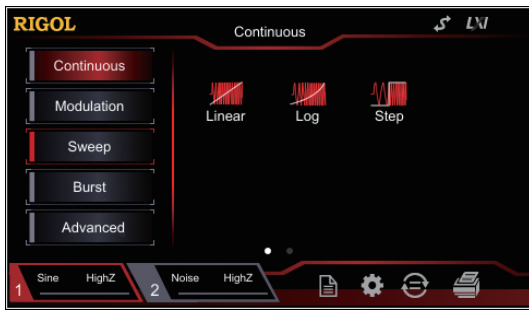 RIGOL
Continuous
LXI
Continuous
Modulation
Sweep
Burst
Advanced
Linear
Log
Step
1
Sine
HighZ
2
Noise
HighZ